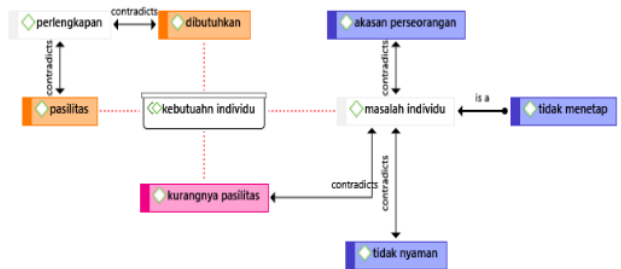 perlengkapan
contradicts
dibutuhkan
akasan perseorangan
contradicts
contradicts
pasilitas
kebutuahn individu
masalah individu
is a
tidak menetap
kurangnya pasilitas
contradicts
contradicts
tidak nyaman